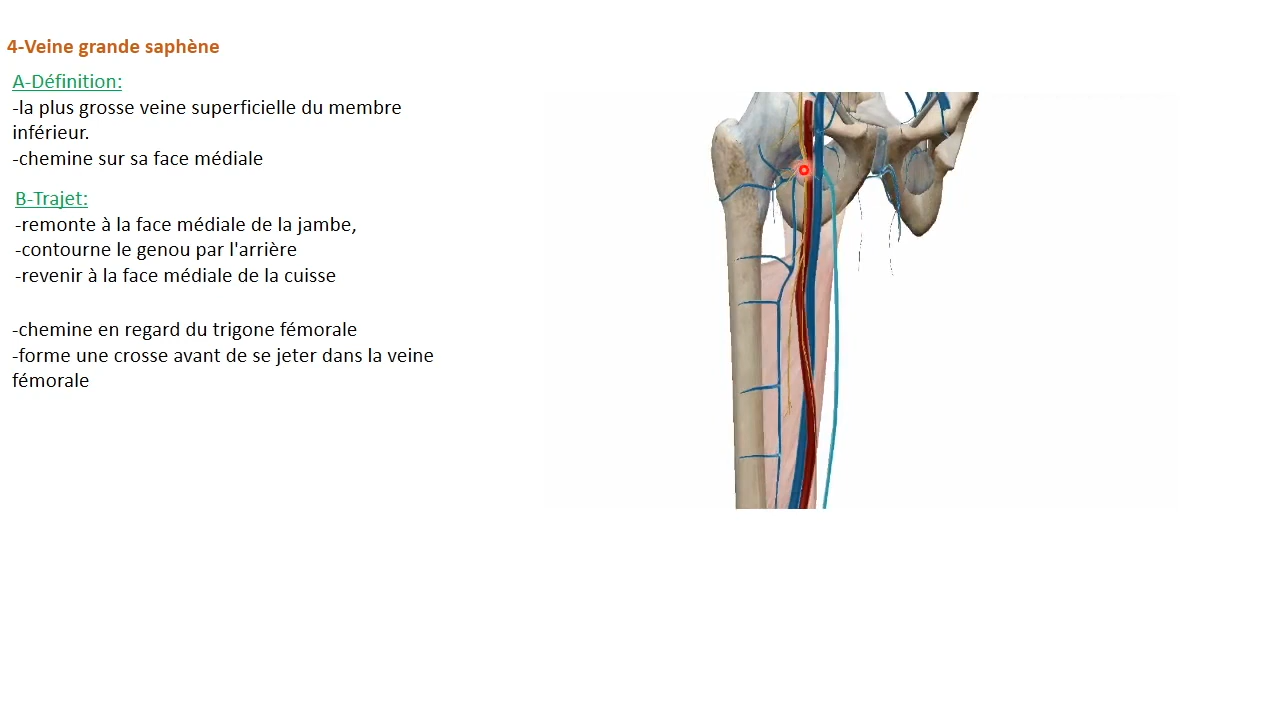 4-Veine grande saphène
A-Définition:
-la plus grosse veine superficielle du membre
inférieur.
-chemine sur sa face médiale
B-Trajet:
-remonte à la face médiale de la jambe,
-contourne le genou par l'arrière
-revenir à la face médiale de la cuisse
-chemine en regard du trigone fémorale
-forme une crosse avant de se jeter dans la veine
fémorale